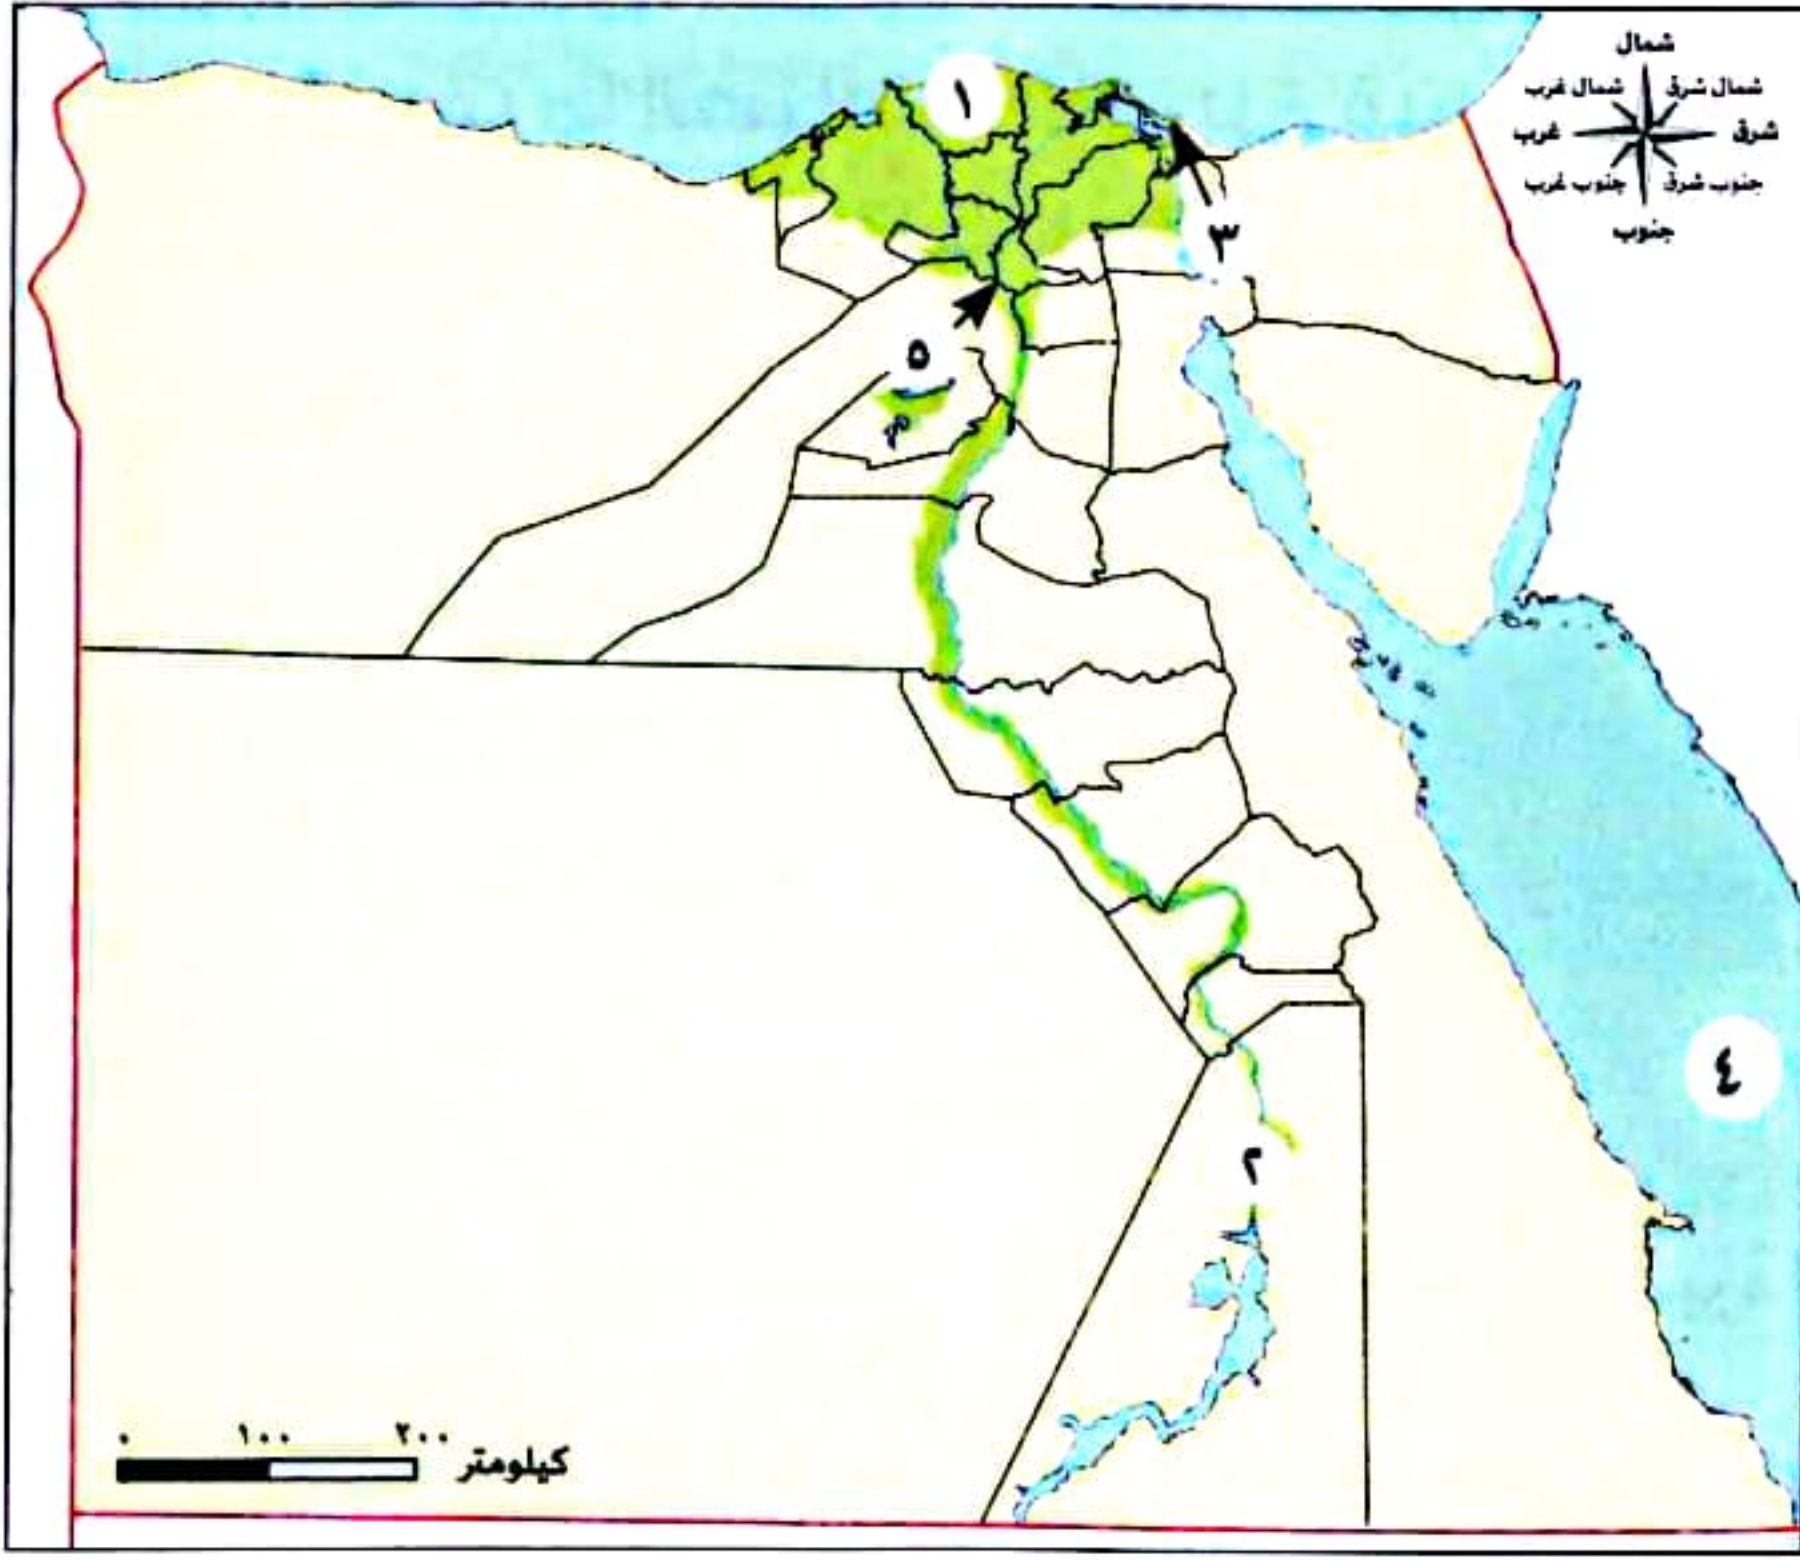 شمال
شمال غرب شمال شرق
غرب شرق
جنوب غرب جنوب شرق
جنوب
١
٣
٥
٤
٢
٠ ١٠٠ ٢٠٠
كيلومتر